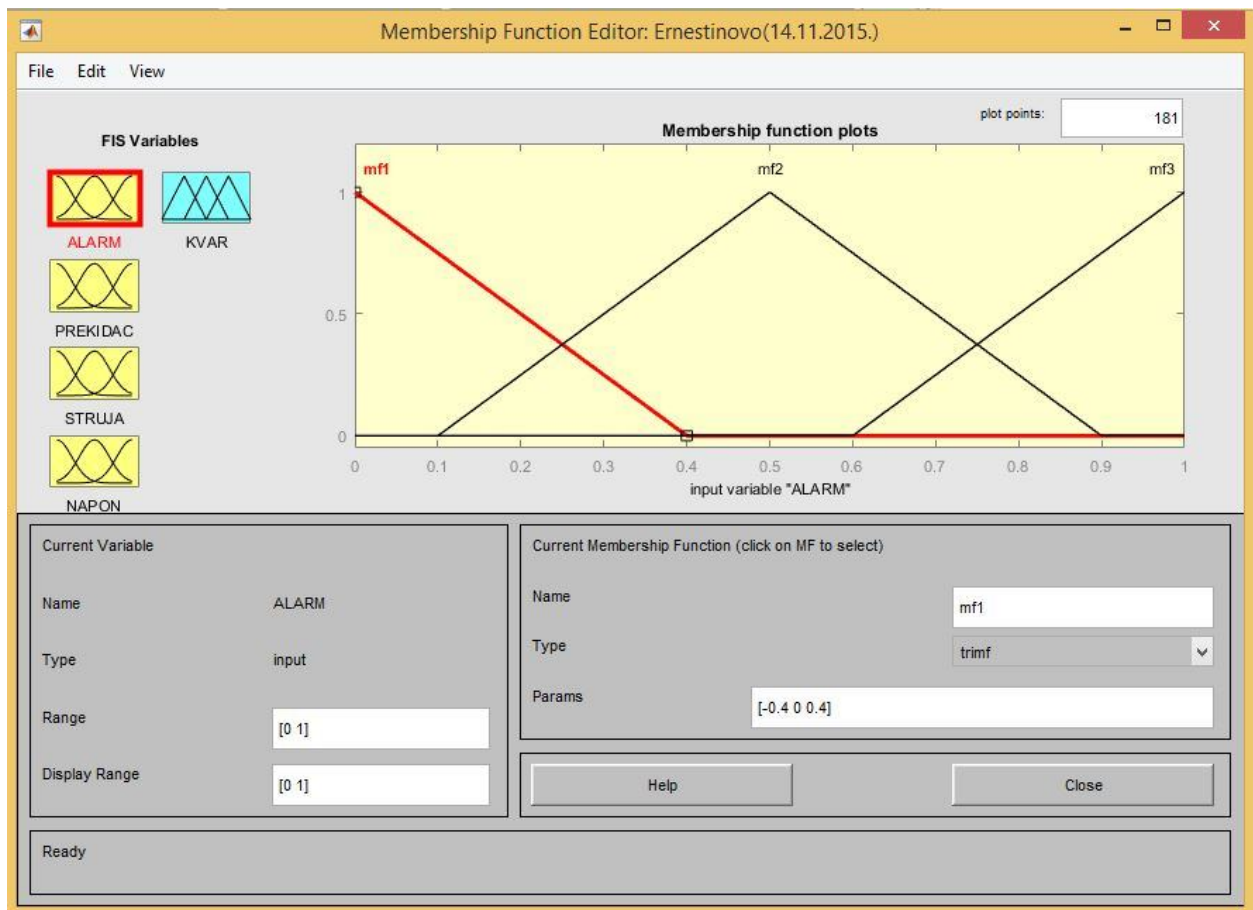 Membership Function Editor: Ernestinovo(14.11.2015.)
File Edit View
FIS Variables
ALARM KVAR
PREKIDAC
STRUJA
NAPON
Membership function plots
plot points: 181
mf1 mf2 mf3
1
0.5
0
0 0.1 0.2 0.3 0.4 0.5 0.6 0.7 0.8 0.9 1
input variable "ALARM"
Current Variable
Name ALARM
Type input
Range [0 1]
Display Range [0 1]
Current Membership Function (click on MF to select)
Name mf1
Type trimf
Params [-0.4 0 0.4]
Help Close
Ready